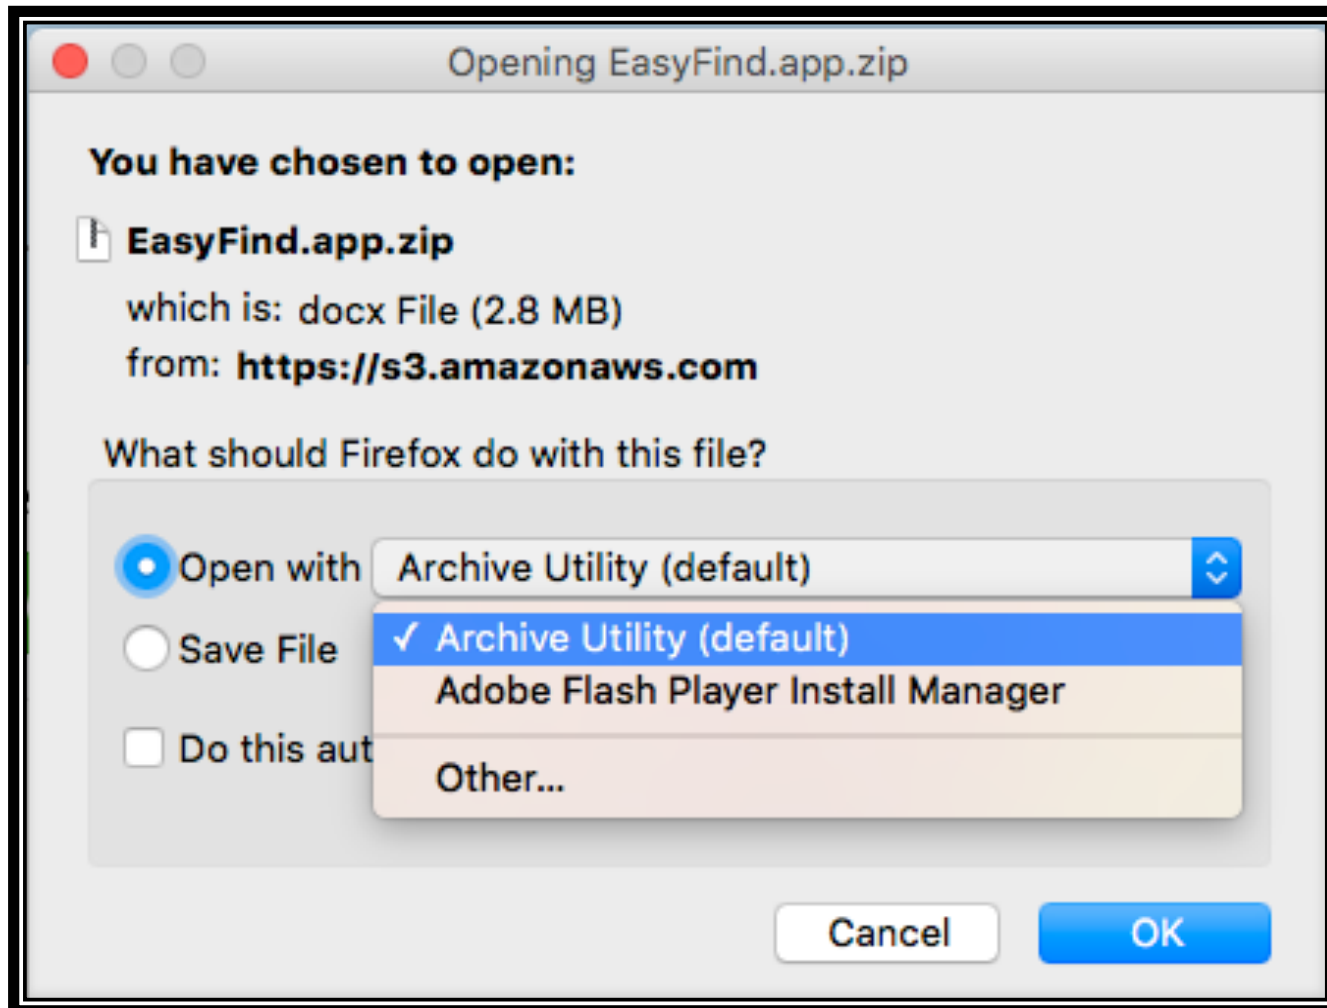 Opening EasyFind.app.zip
You have chosen to open:
EasyFind.app.zip
which is: docx File (2.8 MB)
from: https://s3.amazonaws.com
What should Firefox do with this file?
Open with Archive Utility (default)
✓ Archive Utility (default)
Save File
Adobe Flash Player Install Manager
Do this aut
Other...
Cancel OK